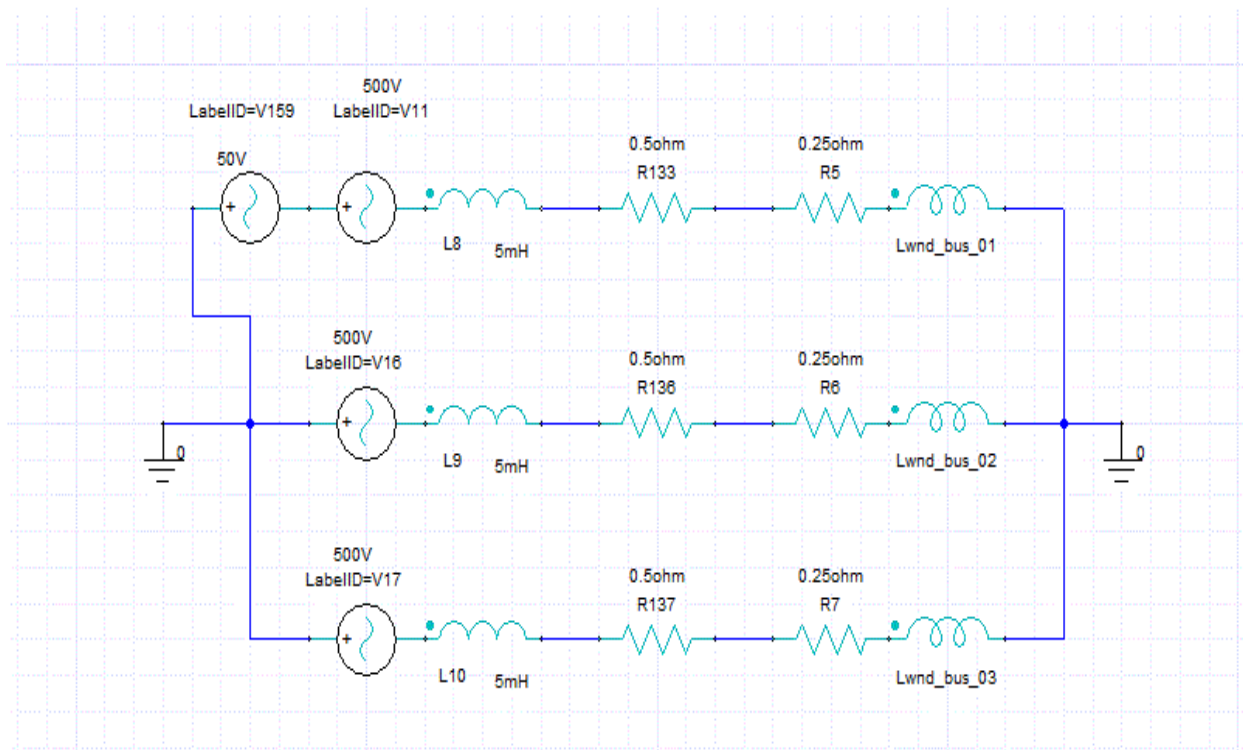 500V
LabelID=V159
LabelID=V11
50V
+
+
0.5ohm
R133
0.25ohm
R5
L8
5mH
Lwnd_bus_01
500V
LabelID=V16
+
0.5ohm
R136
0.25ohm
R6
L9
5mH
Lwnd_bus_02
0
0
500V
LabelID=V17
+
0.5ohm
R137
0.25ohm
R7
L10
5mH
Lwnd_bus_03